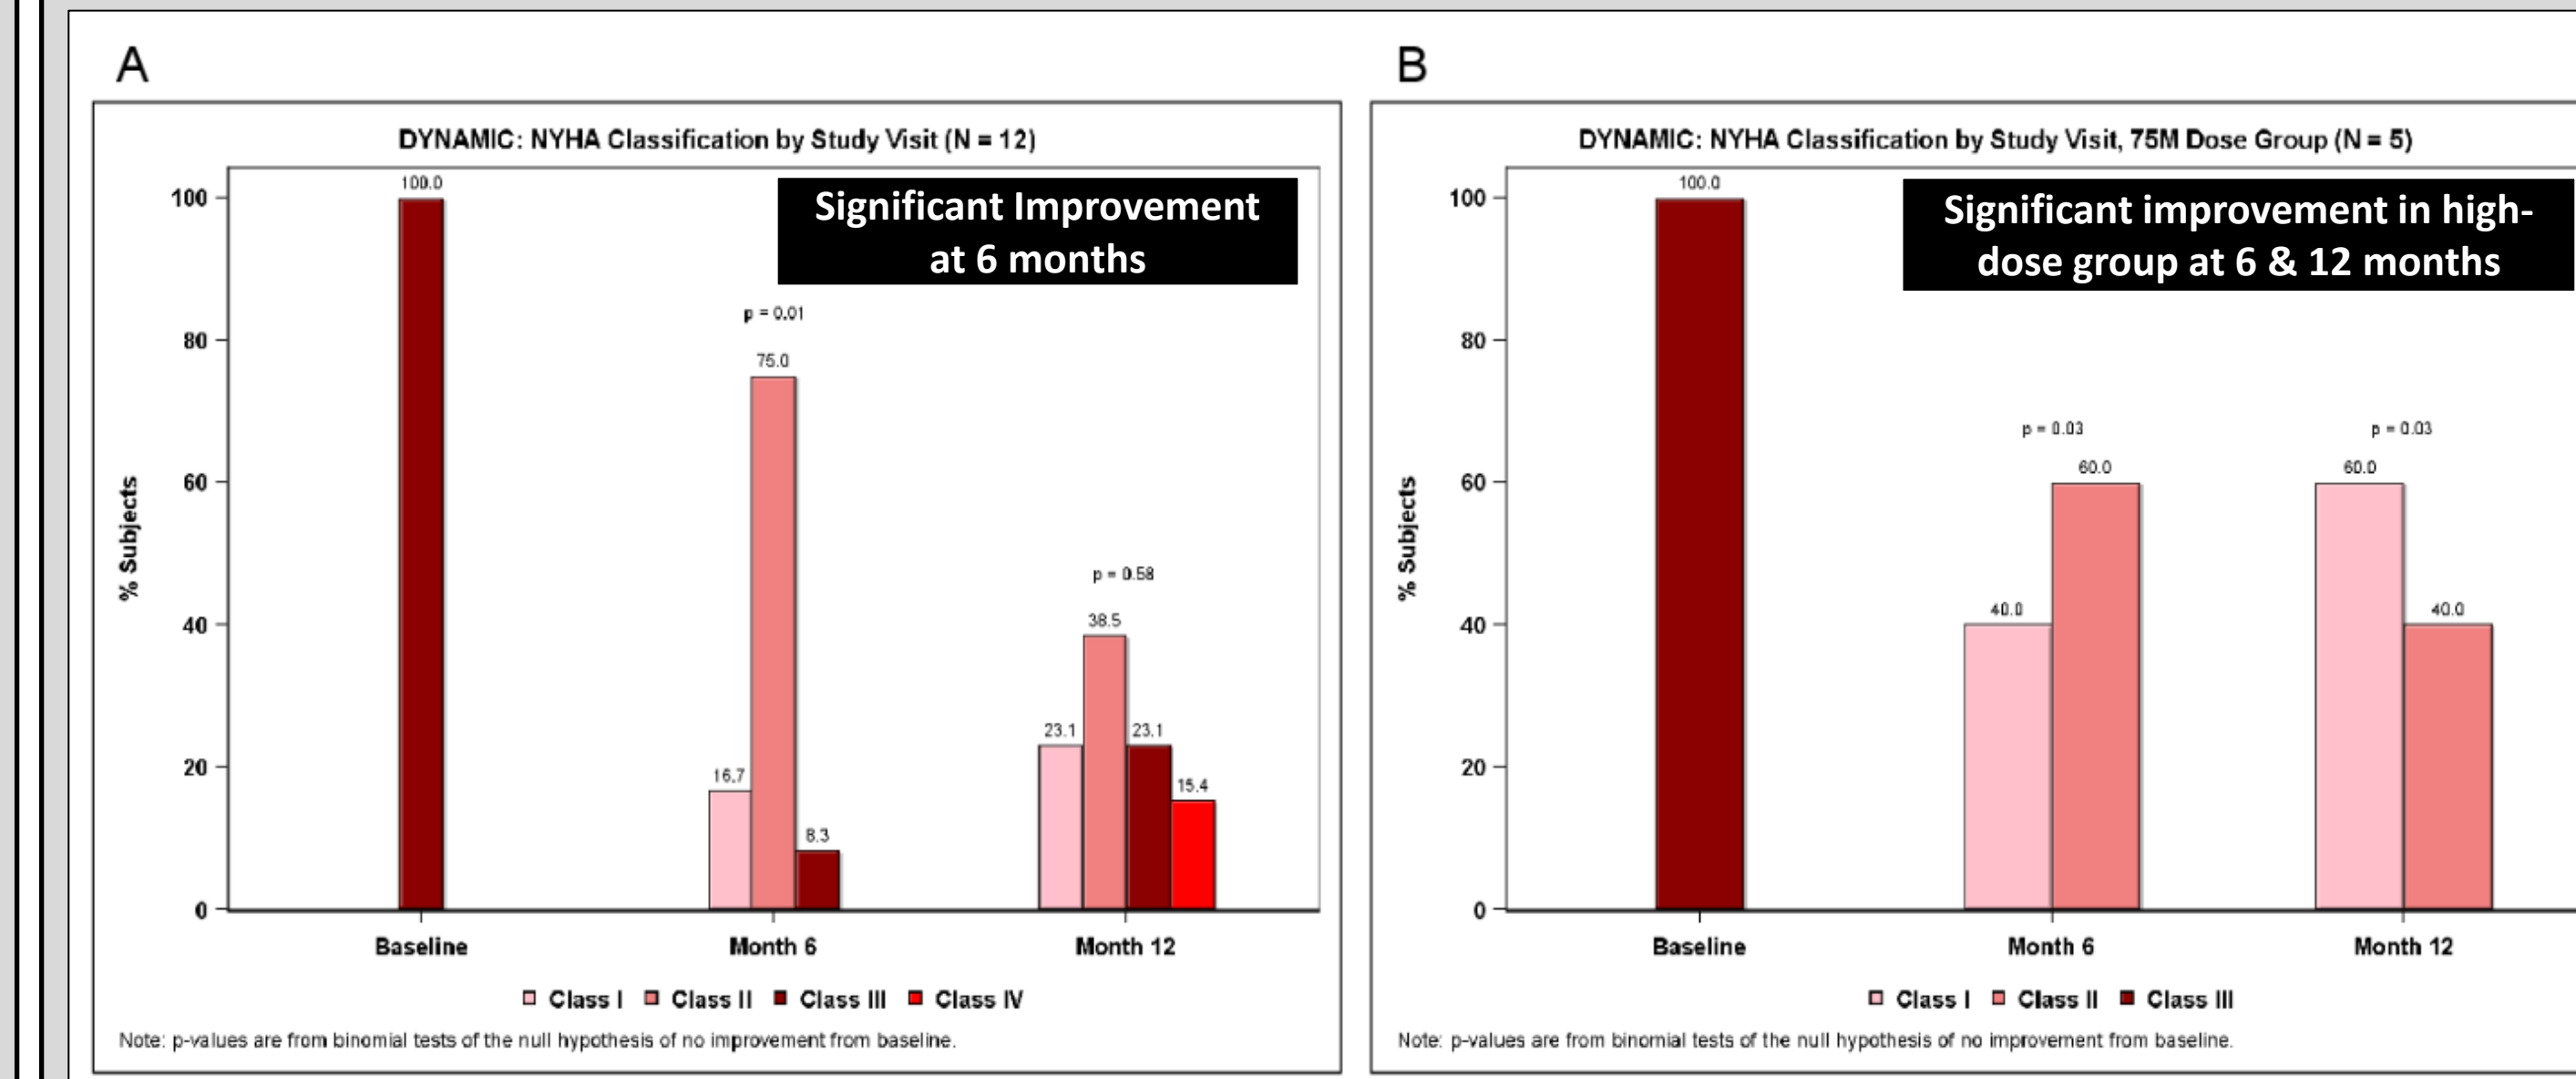 A
DYNAMIC: NYHA Classification by Study Visit (N = 12)
Significant Improvement
at 6 months
% Subjects
100
80
60
40
20
0
100.0
p = 0.01
16.7
75.0
8.3
p = 0.58
23.1
38.5
23.1
15.4
Baseline
Month 6
Month 12
Class I
Class II
Class III
Class IV
Note: p-values are from binomial tests of the null hypothesis of no improvement from baseline.
B
DYNAMIC: NYHA Classification by Study Visit, 75M Dose Group (N = 5)
Significant improvement in high-
dose group at 6 & 12 months
% Subjects
100
80
60
40
20
0
100.0
p = 0.03
40.0
60.0
p = 0.03
60.0
40.0
Baseline
Month 6
Month 12
Class I
Class II
Class III
Note: p-values are from binomial tests of the null hypothesis of no improvement from baseline.